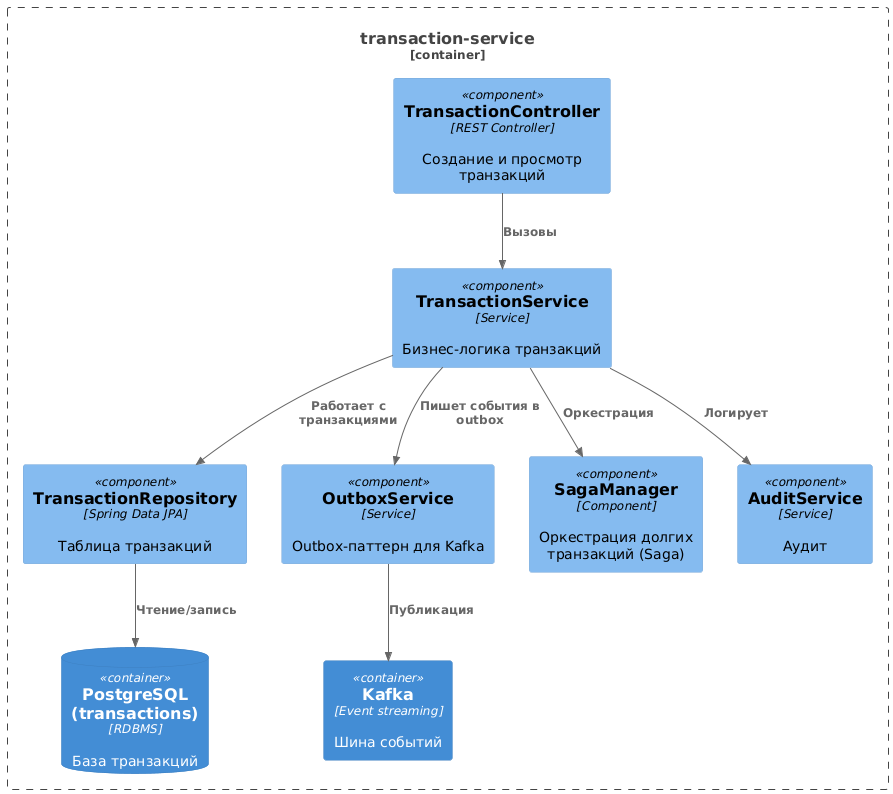 transaction-service
[container]
«component»
TransactionController
[REST Controller]
Создание и просмотр
транзакций
Вызовы
«component»
TransactionService
[Service]
Бизнес-логика транзакций
Работает с
транзакциями
Пишет события в
outbox
Оркестрация
Логирует
«component»
TransactionRepository
[Spring Data JPA]
Таблица транзакций
«component»
OutboxService
[Service]
Outbox-паттерн для Kafka
«component»
SagaManager
[Component]
Оркестрация долгих
транзакций (Saga)
«component»
AuditService
[Service]
Аудит
Чтение/запись
Публикация
«container»
PostgreSQL
(transactions)
[RDBMS]
База транзакций
«container»
Kafka
[Event streaming]
Шина событий